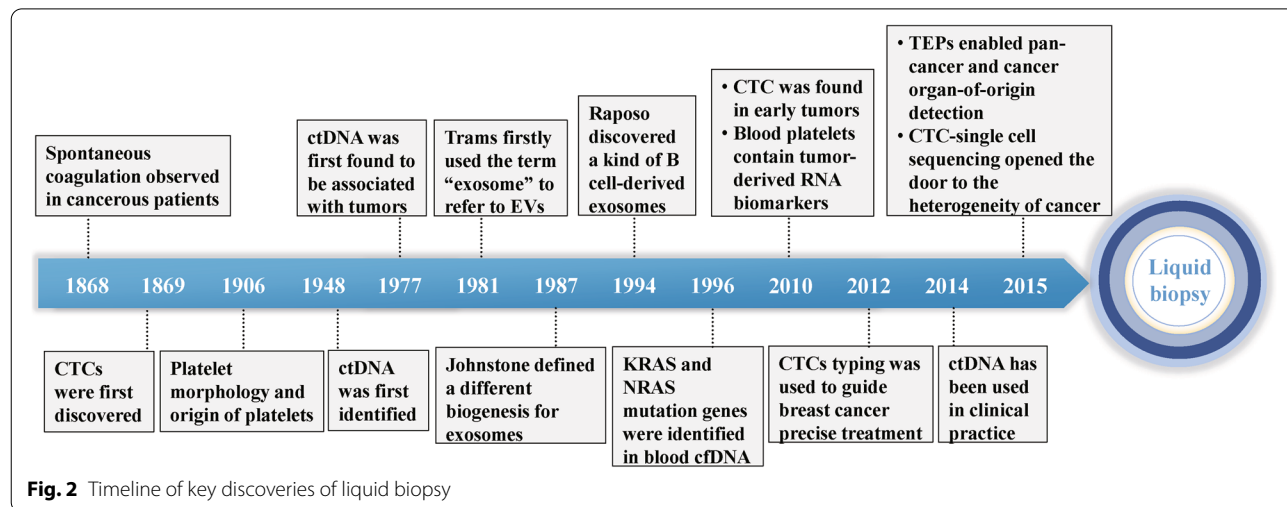 • TEPs enabled pan-
cancer and cancer
organ-of-origin
detection
• CTC-single cell
sequencing opened the
door to the
heterogeneity of cancer
• CTC was found
in early tumors
• Blood platelets
contain tumor-
derived RNA
biomarkers
Raposo
discovered
a kind of B
cell-derived
exosomes
Trams firstly
used the term
“exosome” to
refer to EVs
ctDNA was
first found to
be associated
with tumors
Spontaneous
coagulation observed
in cancerous patients
1868 1869 1906 1948 1977 1981 1987 1994 1996 2010 2012 2014 2015
Liquid
biopsy
CTCs
were first
discovered
Platelet
morphology and
origin of platelets
ctDNA
was first
identified
Johnstone defined
a different
biogenesis for
exosomes
KRAS and
NRAS
mutation genes
were identified
in blood cfDNA
CTCs typing was
used to guide
breast cancer
precise treatment
ctDNA has
been used
in clinical
practice
Fig. 2 Timeline of key discoveries of liquid biopsy